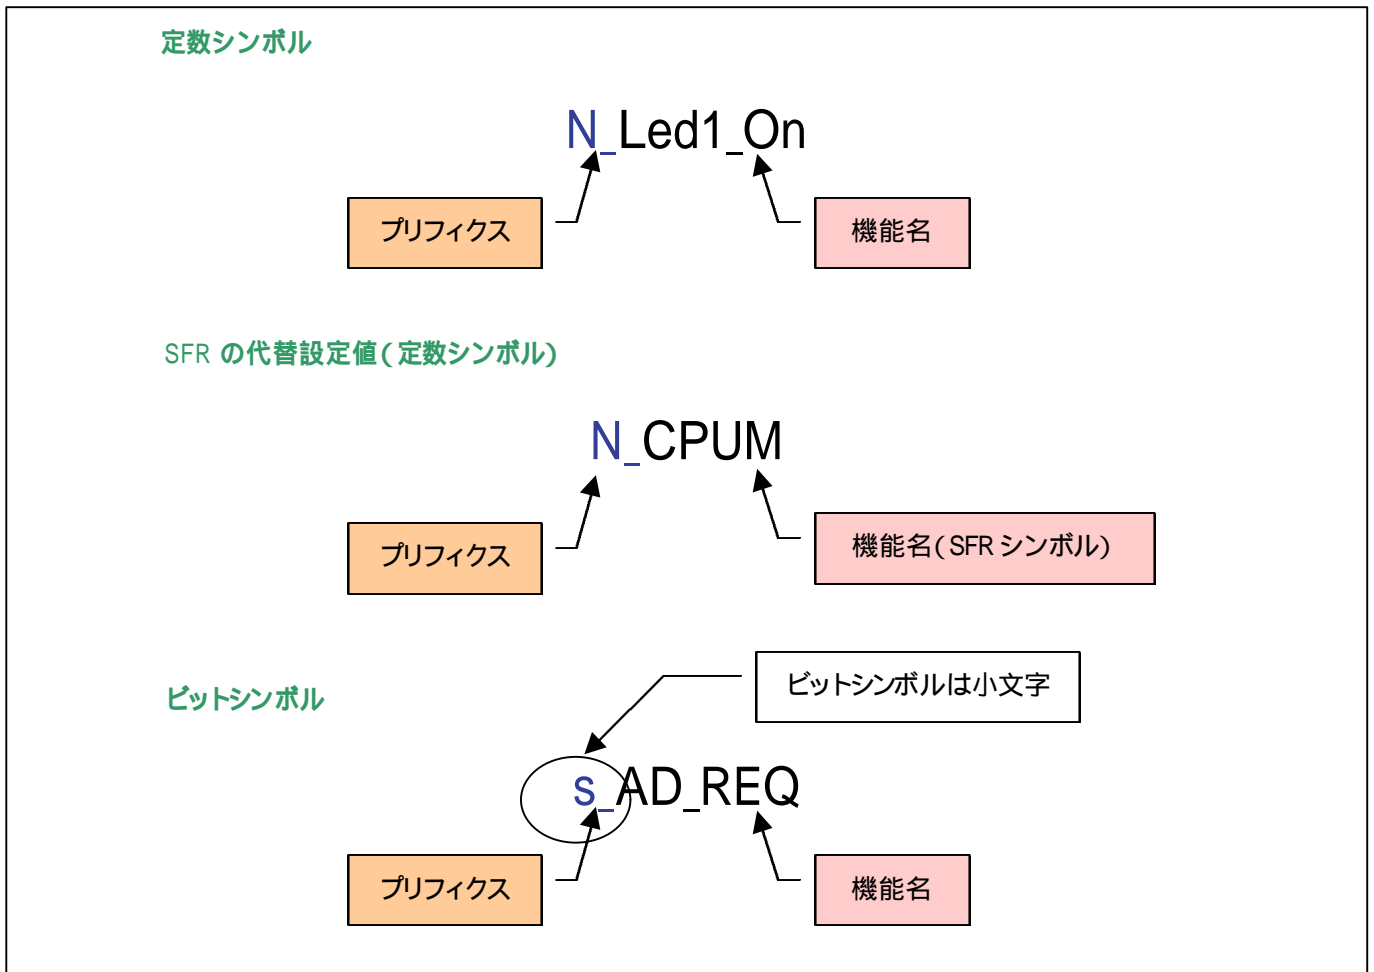 定数シンボル
N_Led1_On
プリフィクス
機能名
SFR の代替設定値(定数シンボル)
N_CPUM
プリフィクス
機能名(SFRシンボル)
ビットシンボルは小文字
ビットシンボル
s_AD_REQ
プリフィクス
機能名